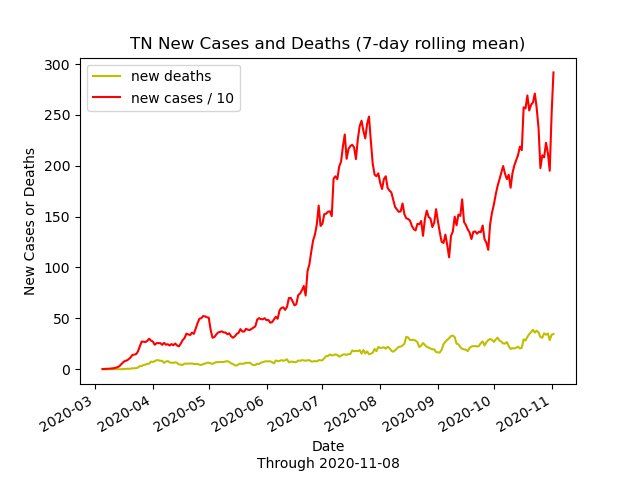 TN New Cases and Deaths (7-day rolling mean)
300
250
200
150
100
50
0
New Cases or Deaths
new deaths
new cases / 10
2020-03
2020-04
2020-05
2020-06
2020-07
2020-08
2020-09
2020-10
2020-11
Date
Through 2020-11-08